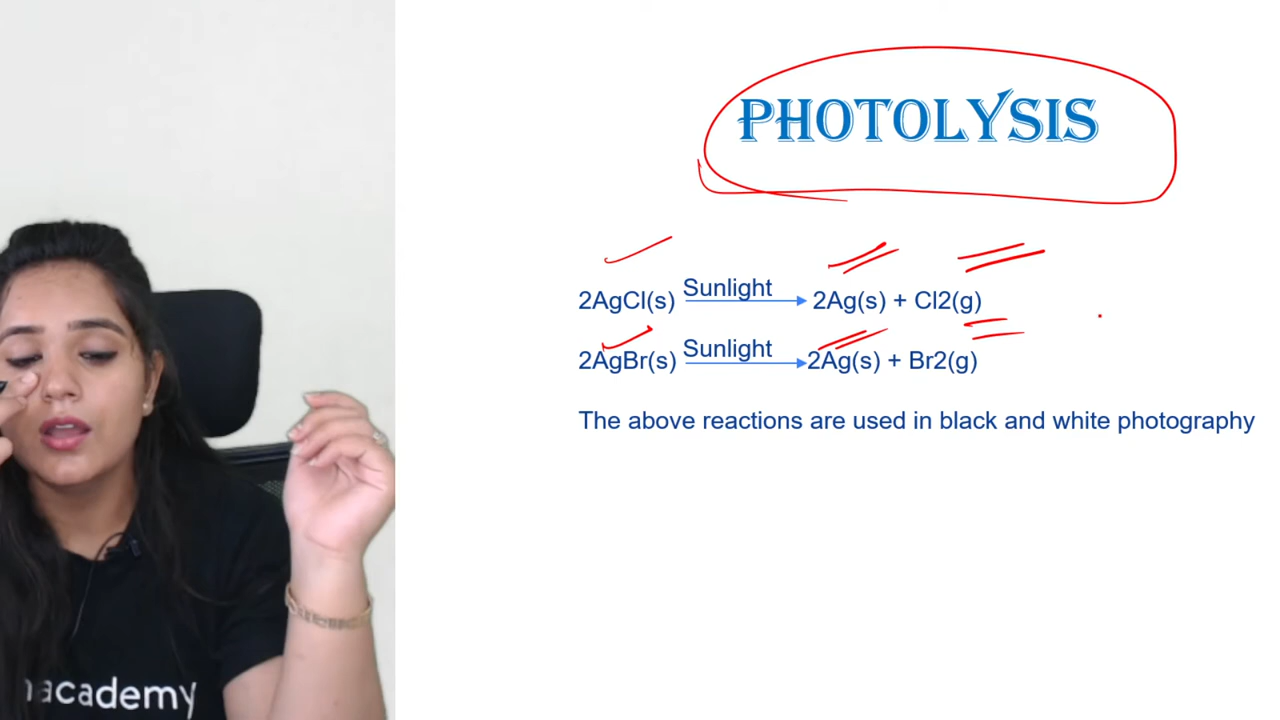 PHOTOLYSIS
2AgCl(s) Sunlight 2Ag(s) + Cl2(g)
2AgBr(s) Sunlight 2Ag(s) + Br2(g)
The above reactions are used in black and white photography
nacademy